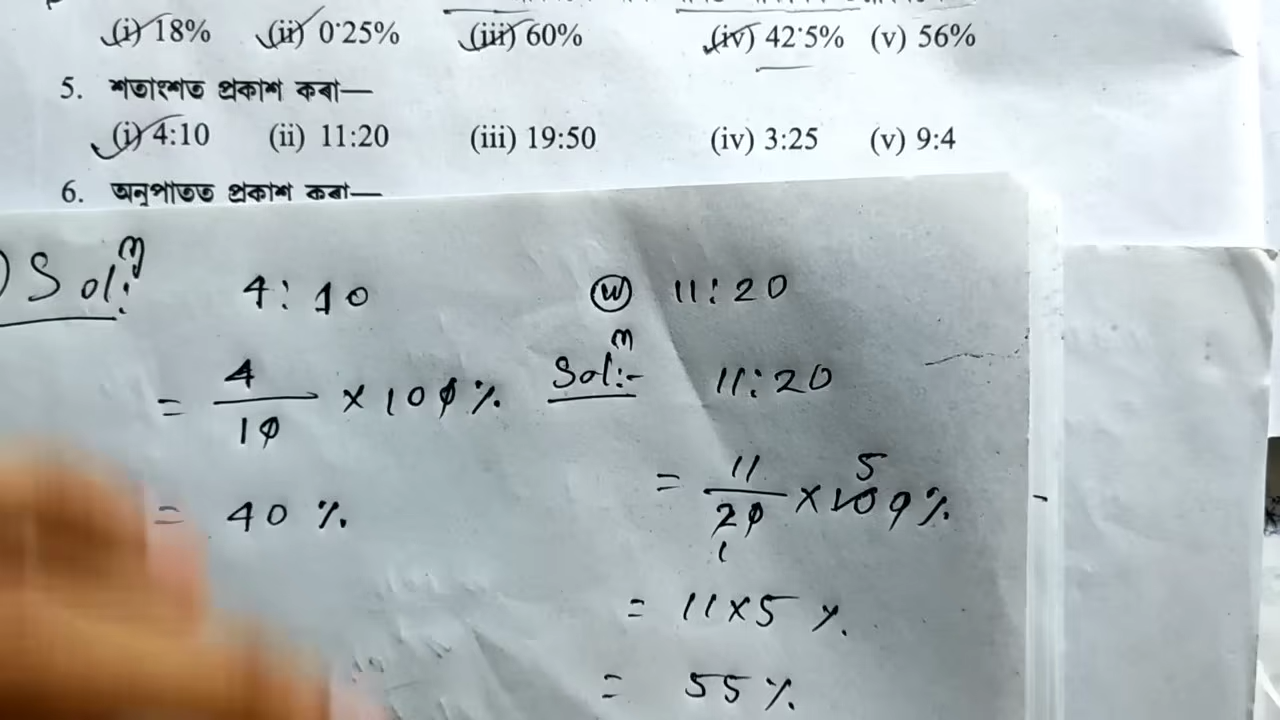 (i) 18% (ii) 0·25% (iii) 60% (iv) 42·5% (v) 56%
5. শতাংশত প্ৰকাশ কৰা—
(i) 4:10 (ii) 11:20 (iii) 19:50 (iv) 3:25 (v) 9:4
6. অনুপাতত প্ৰকাশ কৰা—
) Solⁿ:
4:10
= 4/10 × 100%
= 40%
(ii) 11:20
Solⁿ:- 11:20
= 11/20 × 100%
5
1
= 11×5%
= 55%